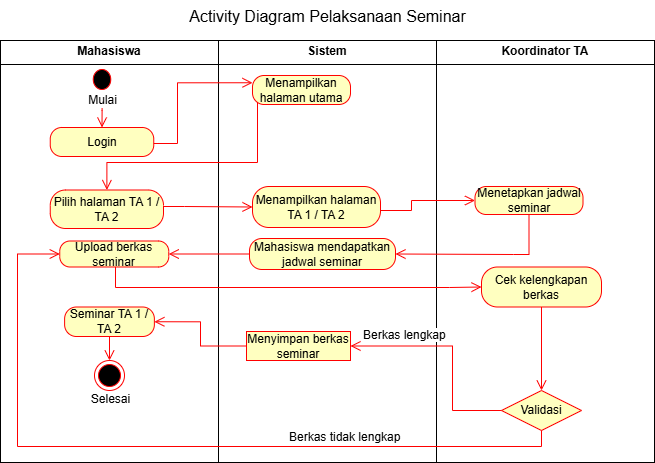 Activity Diagram Pelaksanaan Seminar
Mahasiswa
Sistem
Koordinator TA
Mulai
Menampilkan
halaman utama
Login
Pilih halaman TA 1 /
TA 2
Menampilkan halaman
TA 1 / TA 2
Menetapkan jadwal
seminar
Upload berkas
seminar
Mahasiswa mendapatkan
jadwal seminar
Cek kelengkapan
berkas
Seminar TA 1 /
TA 2
Menyimpan berkas
seminar
Berkas lengkap
Selesai
Validasi
Berkas tidak lengkap